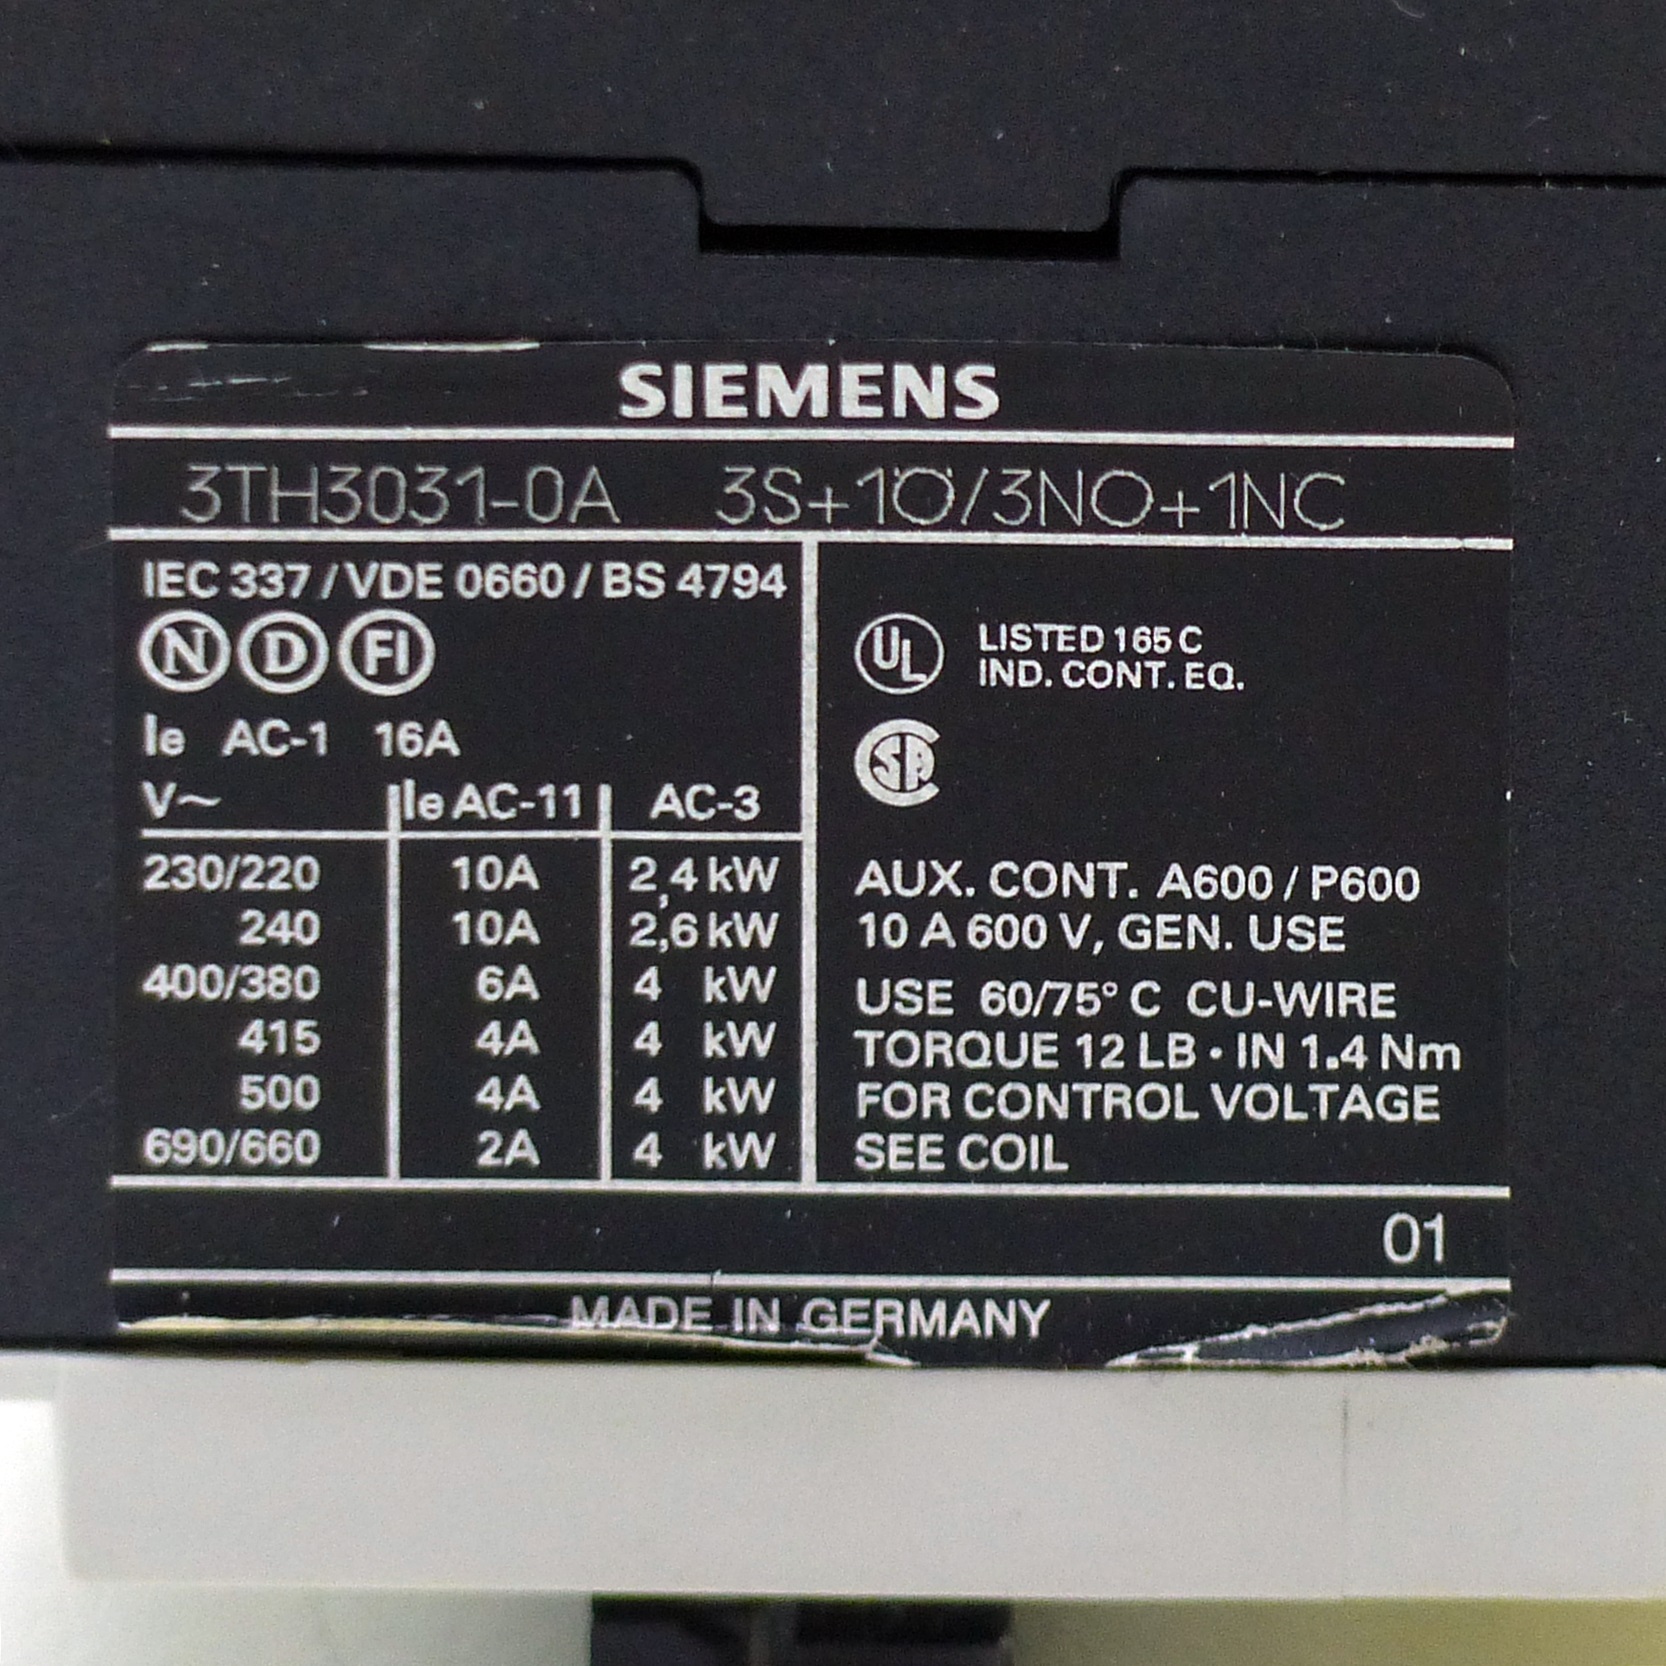 SIEMENS
3TH3031-0A 3S+1Ö/3NO+1NC
IEC 337 / VDE 0660 / BS 4794
N D FI
Ie AC-1 16A
V~ Ie AC-11 AC-3
230/220 10A 2,4 kW
240 10A 2,6 kW
400/380 6A 4 kW
415 4A 4 kW
500 4A 4 kW
690/660 2A 4 kW
UL LISTED 165 C
IND. CONT. EQ.
SA
AUX. CONT. A600 / P600
10 A 600 V, GEN. USE
USE 60/75° C CU-WIRE
TORQUE 12 LB • IN 1.4 Nm
FOR CONTROL VOLTAGE
SEE COIL
01
MADE IN GERMANY